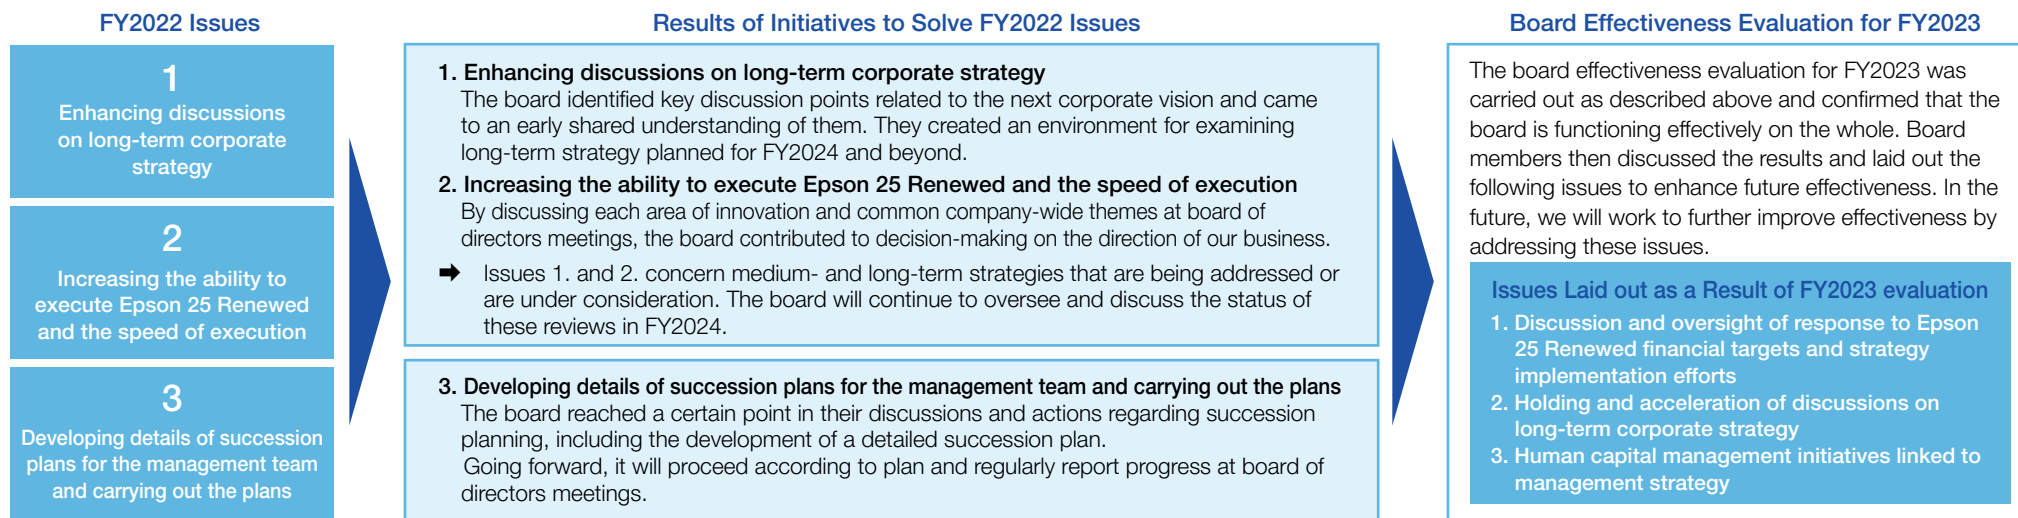 FY2022 Issues
1
Enhancing discussions
on long-term corporate
strategy
2
Increasing the ability to
execute Epson 25 Renewed
and the speed of execution
3
Developing details of succession
plans for the management team
and carrying out the plans
Results of Initiatives to Solve FY2022 Issues
1. Enhancing discussions on long-term corporate strategy
The board identified key discussion points related to the next corporate vision and came
to an early shared understanding of them. They created an environment for examining
long-term strategy planned for FY2024 and beyond.
2. Increasing the ability to execute Epson 25 Renewed and the speed of execution
By discussing each area of innovation and common company-wide themes at board of
directors meetings, the board contributed to decision-making on the direction of our business.
➡ Issues 1. and 2. concern medium- and long-term strategies that are being addressed or
are under consideration. The board will continue to oversee and discuss the status of
these reviews in FY2024.
3. Developing details of succession plans for the management team and carrying out the plans
The board reached a certain point in their discussions and actions regarding succession
planning, including the development of a detailed succession plan.
Going forward, it will proceed according to plan and regularly report progress at board of
directors meetings.
Board Effectiveness Evaluation for FY2023
The board effectiveness evaluation for FY2023 was
carried out as described above and confirmed that the
board is functioning effectively on the whole. Board
members then discussed the results and laid out the
following issues to enhance future effectiveness. In the
future, we will work to further improve effectiveness by
addressing these issues.
Issues Laid out as a Result of FY2023 evaluation
1. Discussion and oversight of response to Epson
25 Renewed financial targets and strategy
implementation efforts
2. Holding and acceleration of discussions on
long-term corporate strategy
3. Human capital management initiatives linked to
management strategy